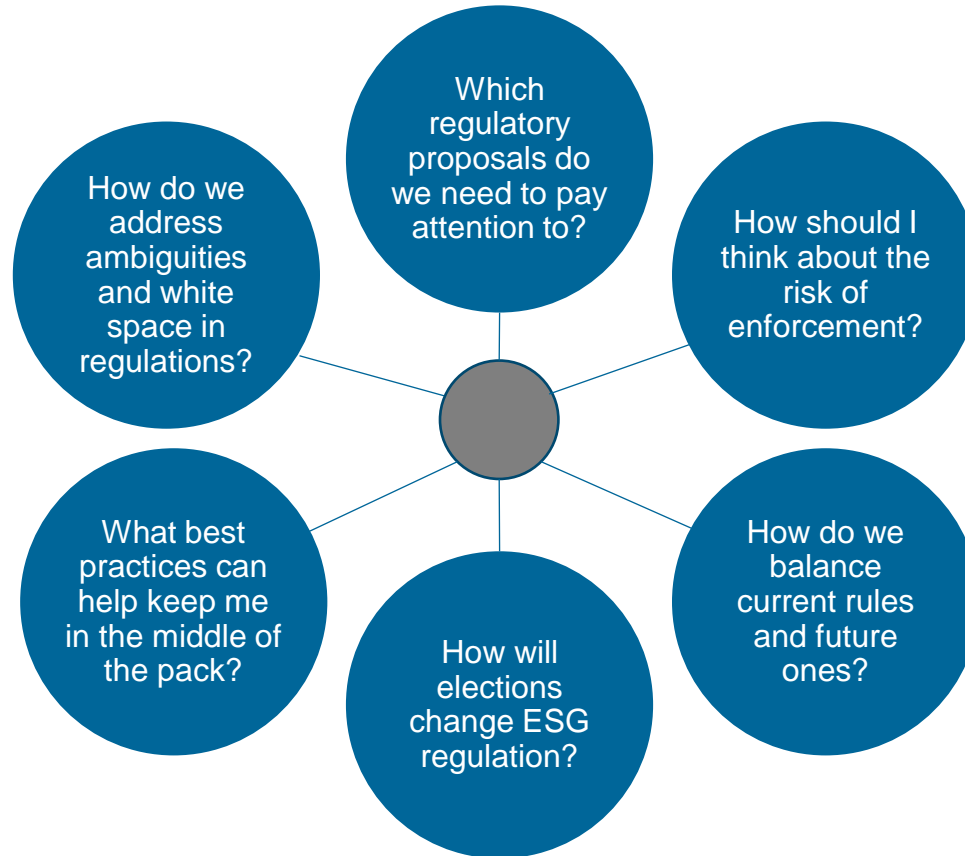 Which
regulatory
proposals do
we need to pay
attention to?
How should I
think about the
risk of
enforcement?
How do we
balance
current rules
and future
ones?
How will
elections
change ESG
regulation?
What best
practices can
help keep me
in the middle of
the pack?
How do we
address
ambiguities
and white
space in
regulations?